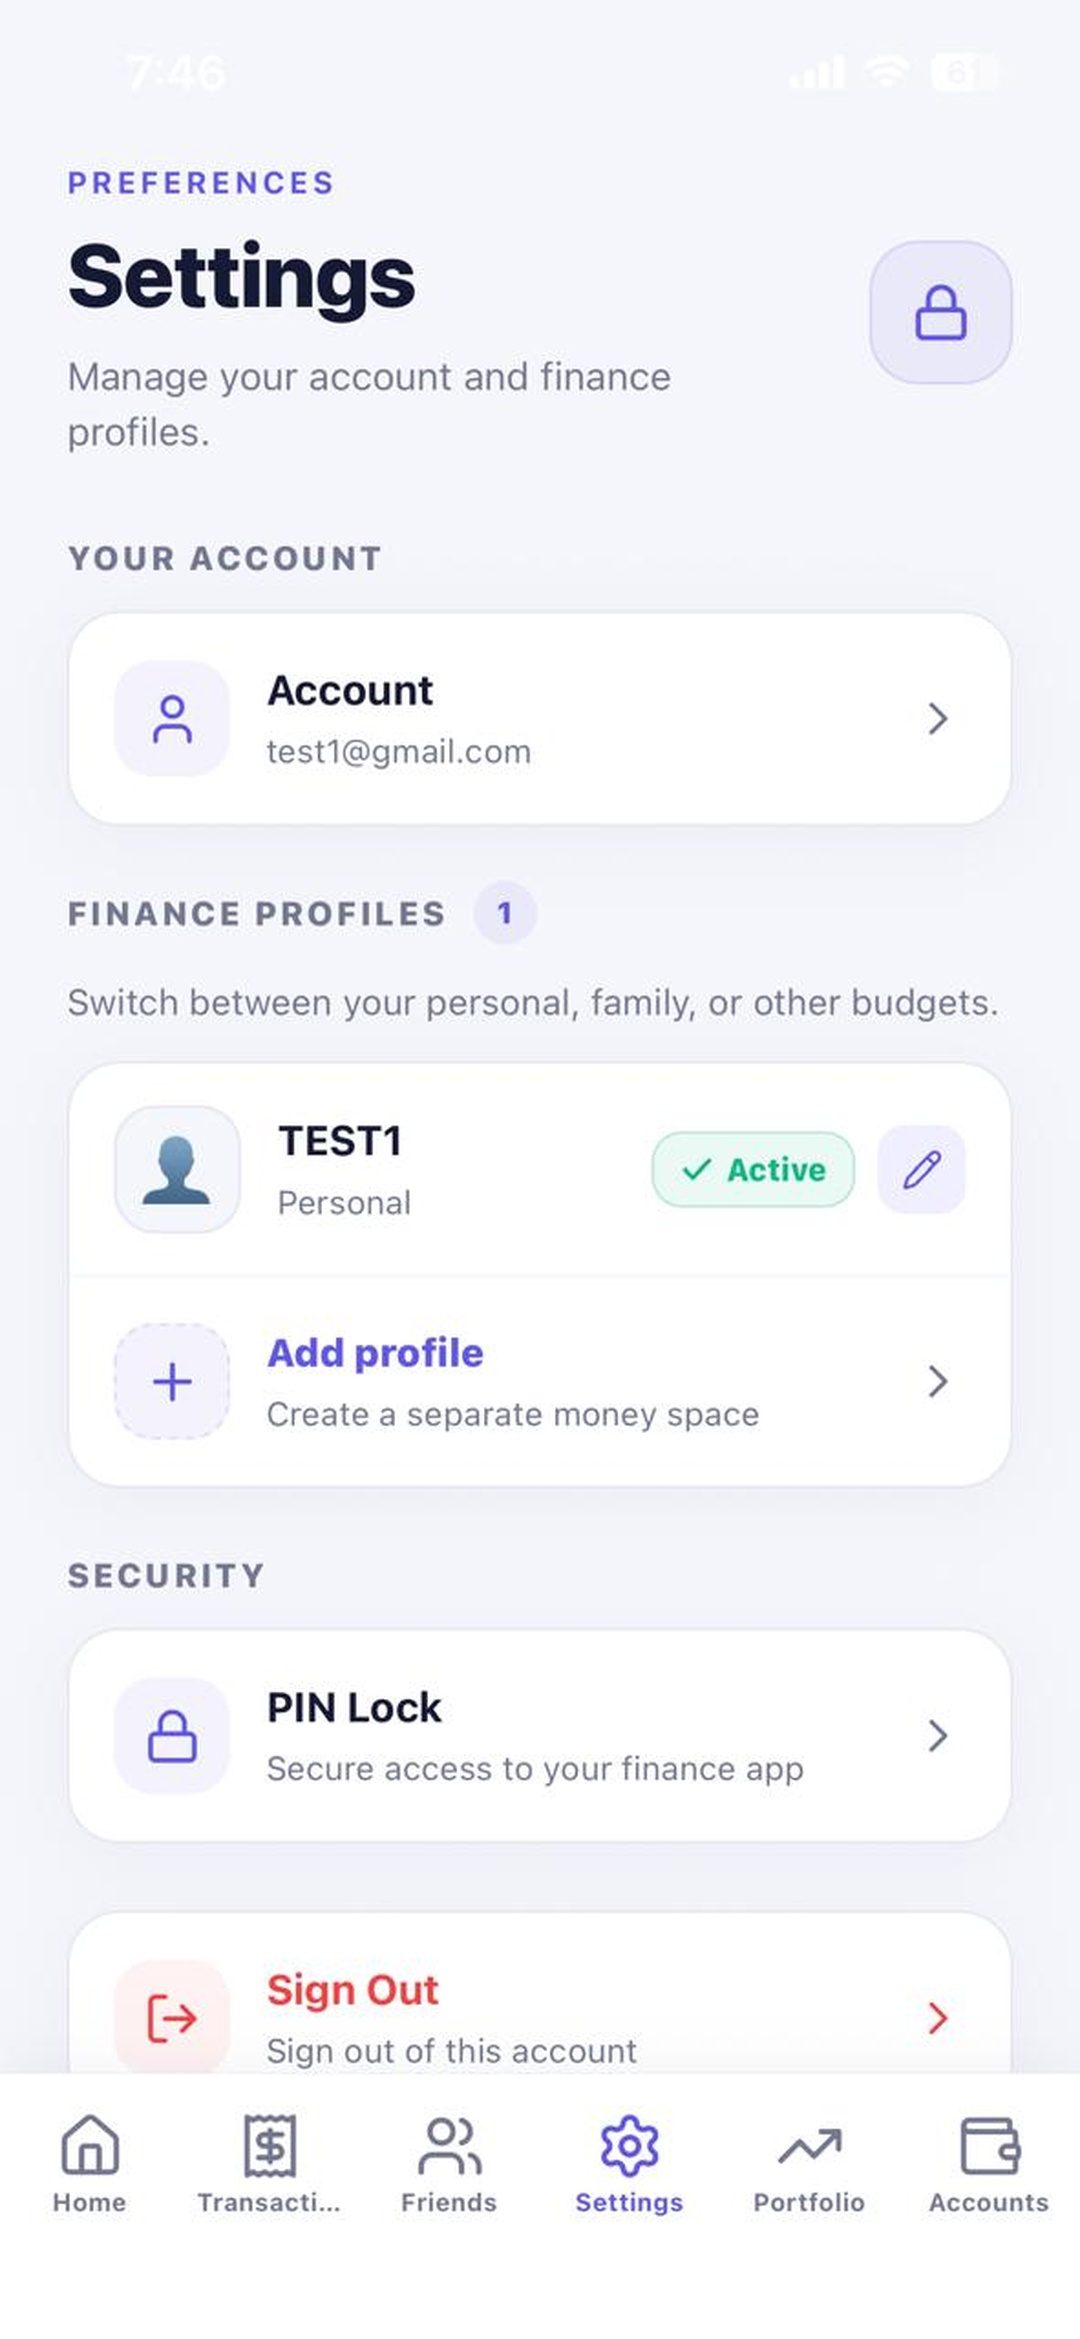 7:46
6
PREFERENCES
Settings
Manage your account and finance
profiles.
YOUR ACCOUNT
Account
test1@gmail.com
FINANCE PROFILES 1
Switch between your personal, family, or other budgets.
TEST1
Personal
Active
Add profile
Create a separate money space
SECURITY
PIN Lock
Secure access to your finance app
Sign Out
Sign out of this account
Home Transacti... Friends Settings Portfolio Accounts